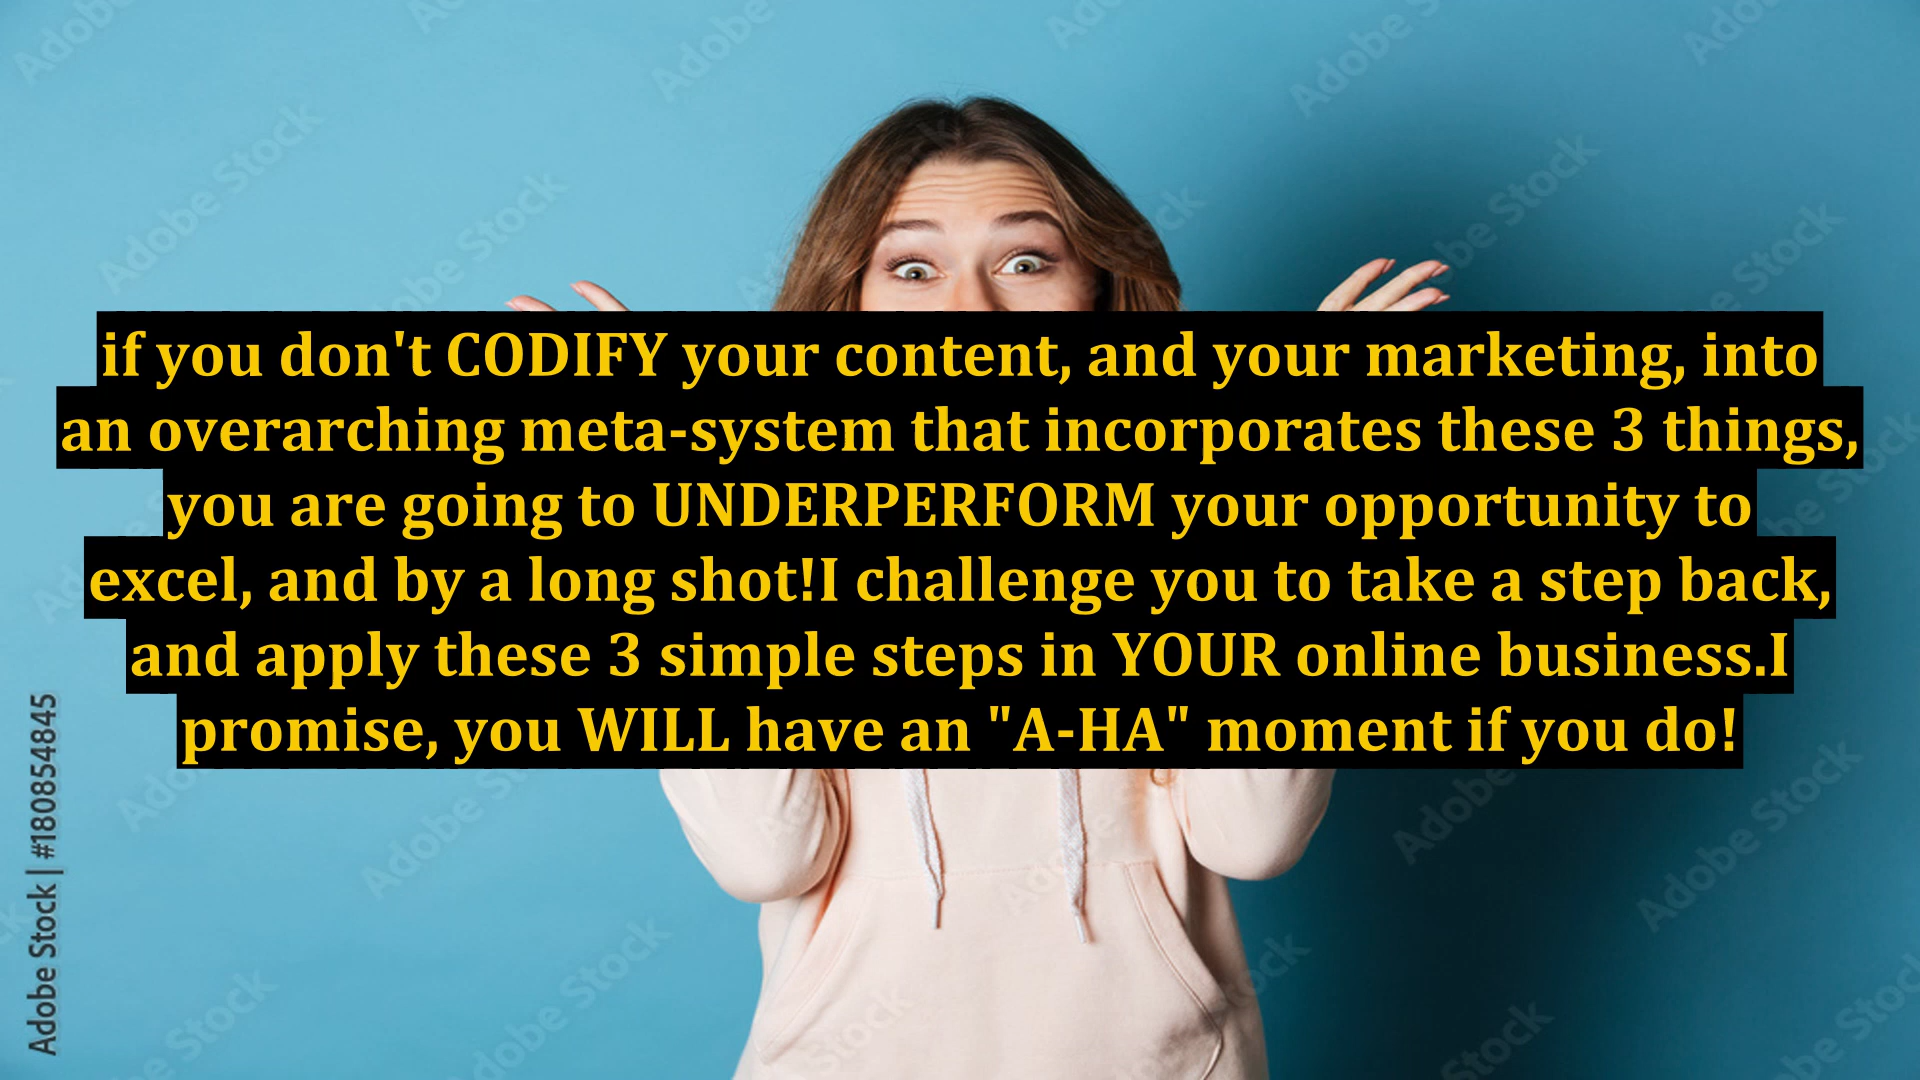 if you don't CODIFY your content, and your marketing, into
an overarching meta-system that incorporates these 3 things,
you are going to UNDERPERFORM your opportunity to
excel, and by a long shot!I challenge you to take a step back,
and apply these 3 simple steps in YOUR online business.I
promise, you WILL have an "A-HA" moment if you do!
Adobe Stock | #180854845
Adobe Stock